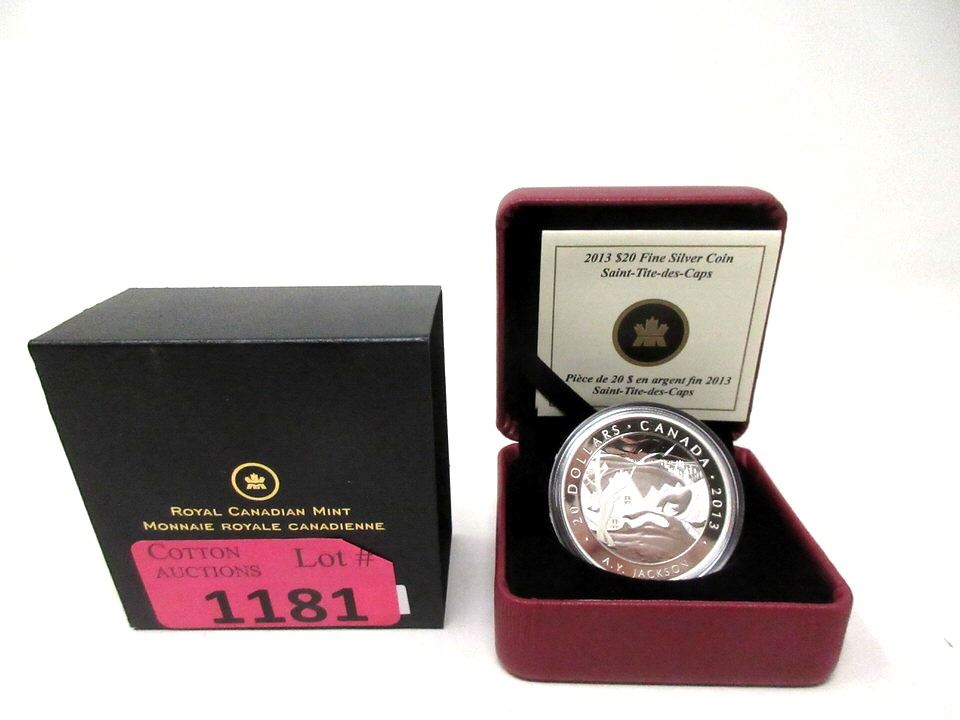 ROYAL CANADIAN MINT
MONNAIE ROYALE CANADIENNE
COTTON
AUCTIONS
Lot #
1181
2013 $20 Fine Silver Coin
Saint-Tite-des-Caps
Pièce de 20 $ en argent fin 2013
Saint-Tite-des-Caps
20 DOLLARS • CANADA • 2013 •
A.Y. JACKSON